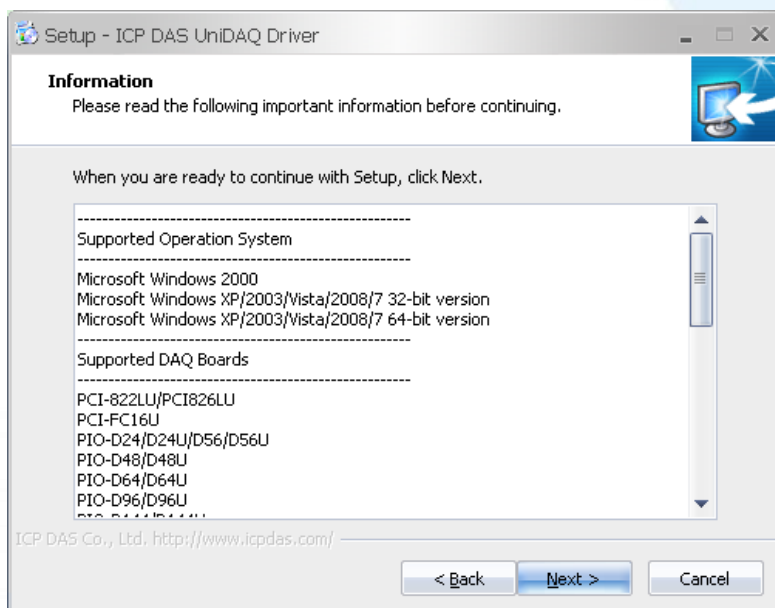 Setup - ICP DAS UniDAQ Driver
Information
Please read the following important information before continuing.
When you are ready to continue with Setup, click Next.
-------------------------------------------------------
Supported Operation System
-------------------------------------------------------
Microsoft Windows 2000
Microsoft Windows XP/2003/Vista/2008/7 32-bit version
Microsoft Windows XP/2003/Vista/2008/7 64-bit version
-------------------------------------------------------
Supported DAQ Boards
-------------------------------------------------------
PCI-822LU/PCI826LU
PCI-FC16U
PIO-D24/D24U/D56/D56U
PIO-D48/D48U
PIO-D64/D64U
PIO-D96/D96U
ICP DAS Co., Ltd. http://www.icpdas.com/
< Back Next > Cancel